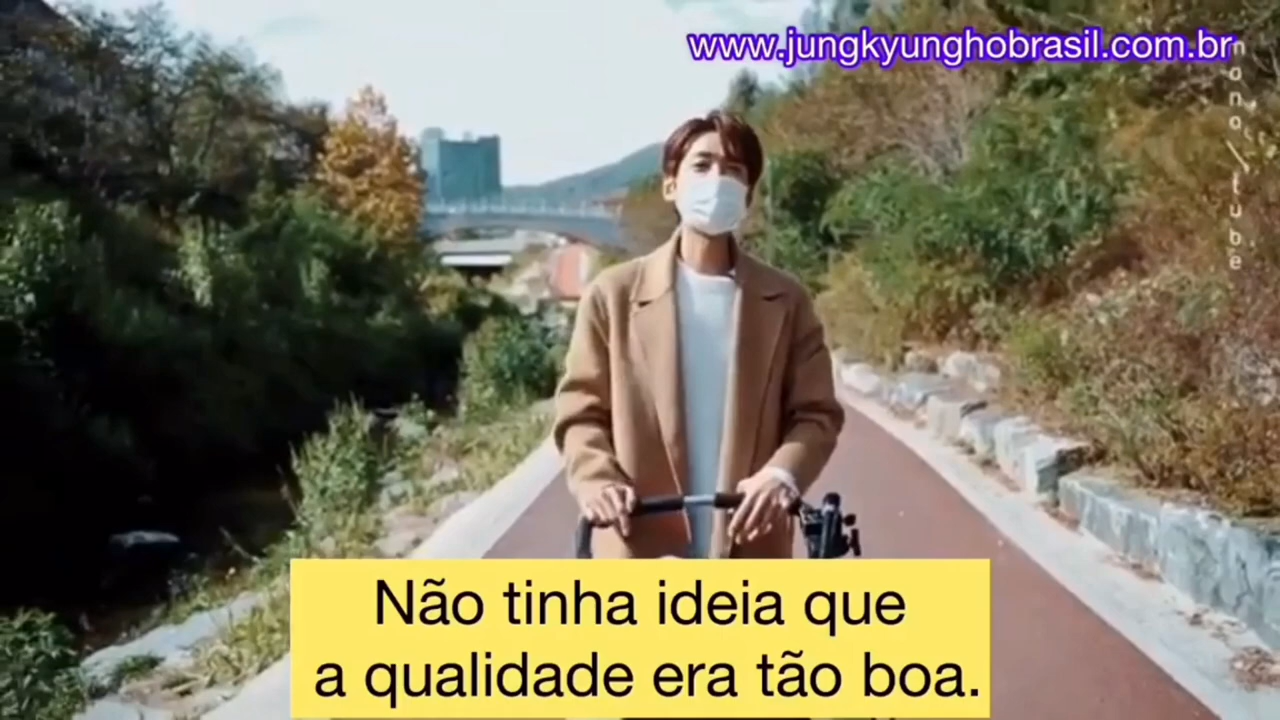 www.jungkyunghobrasil.com.br
Não tinha ideia que
a qualidade era tão boa.